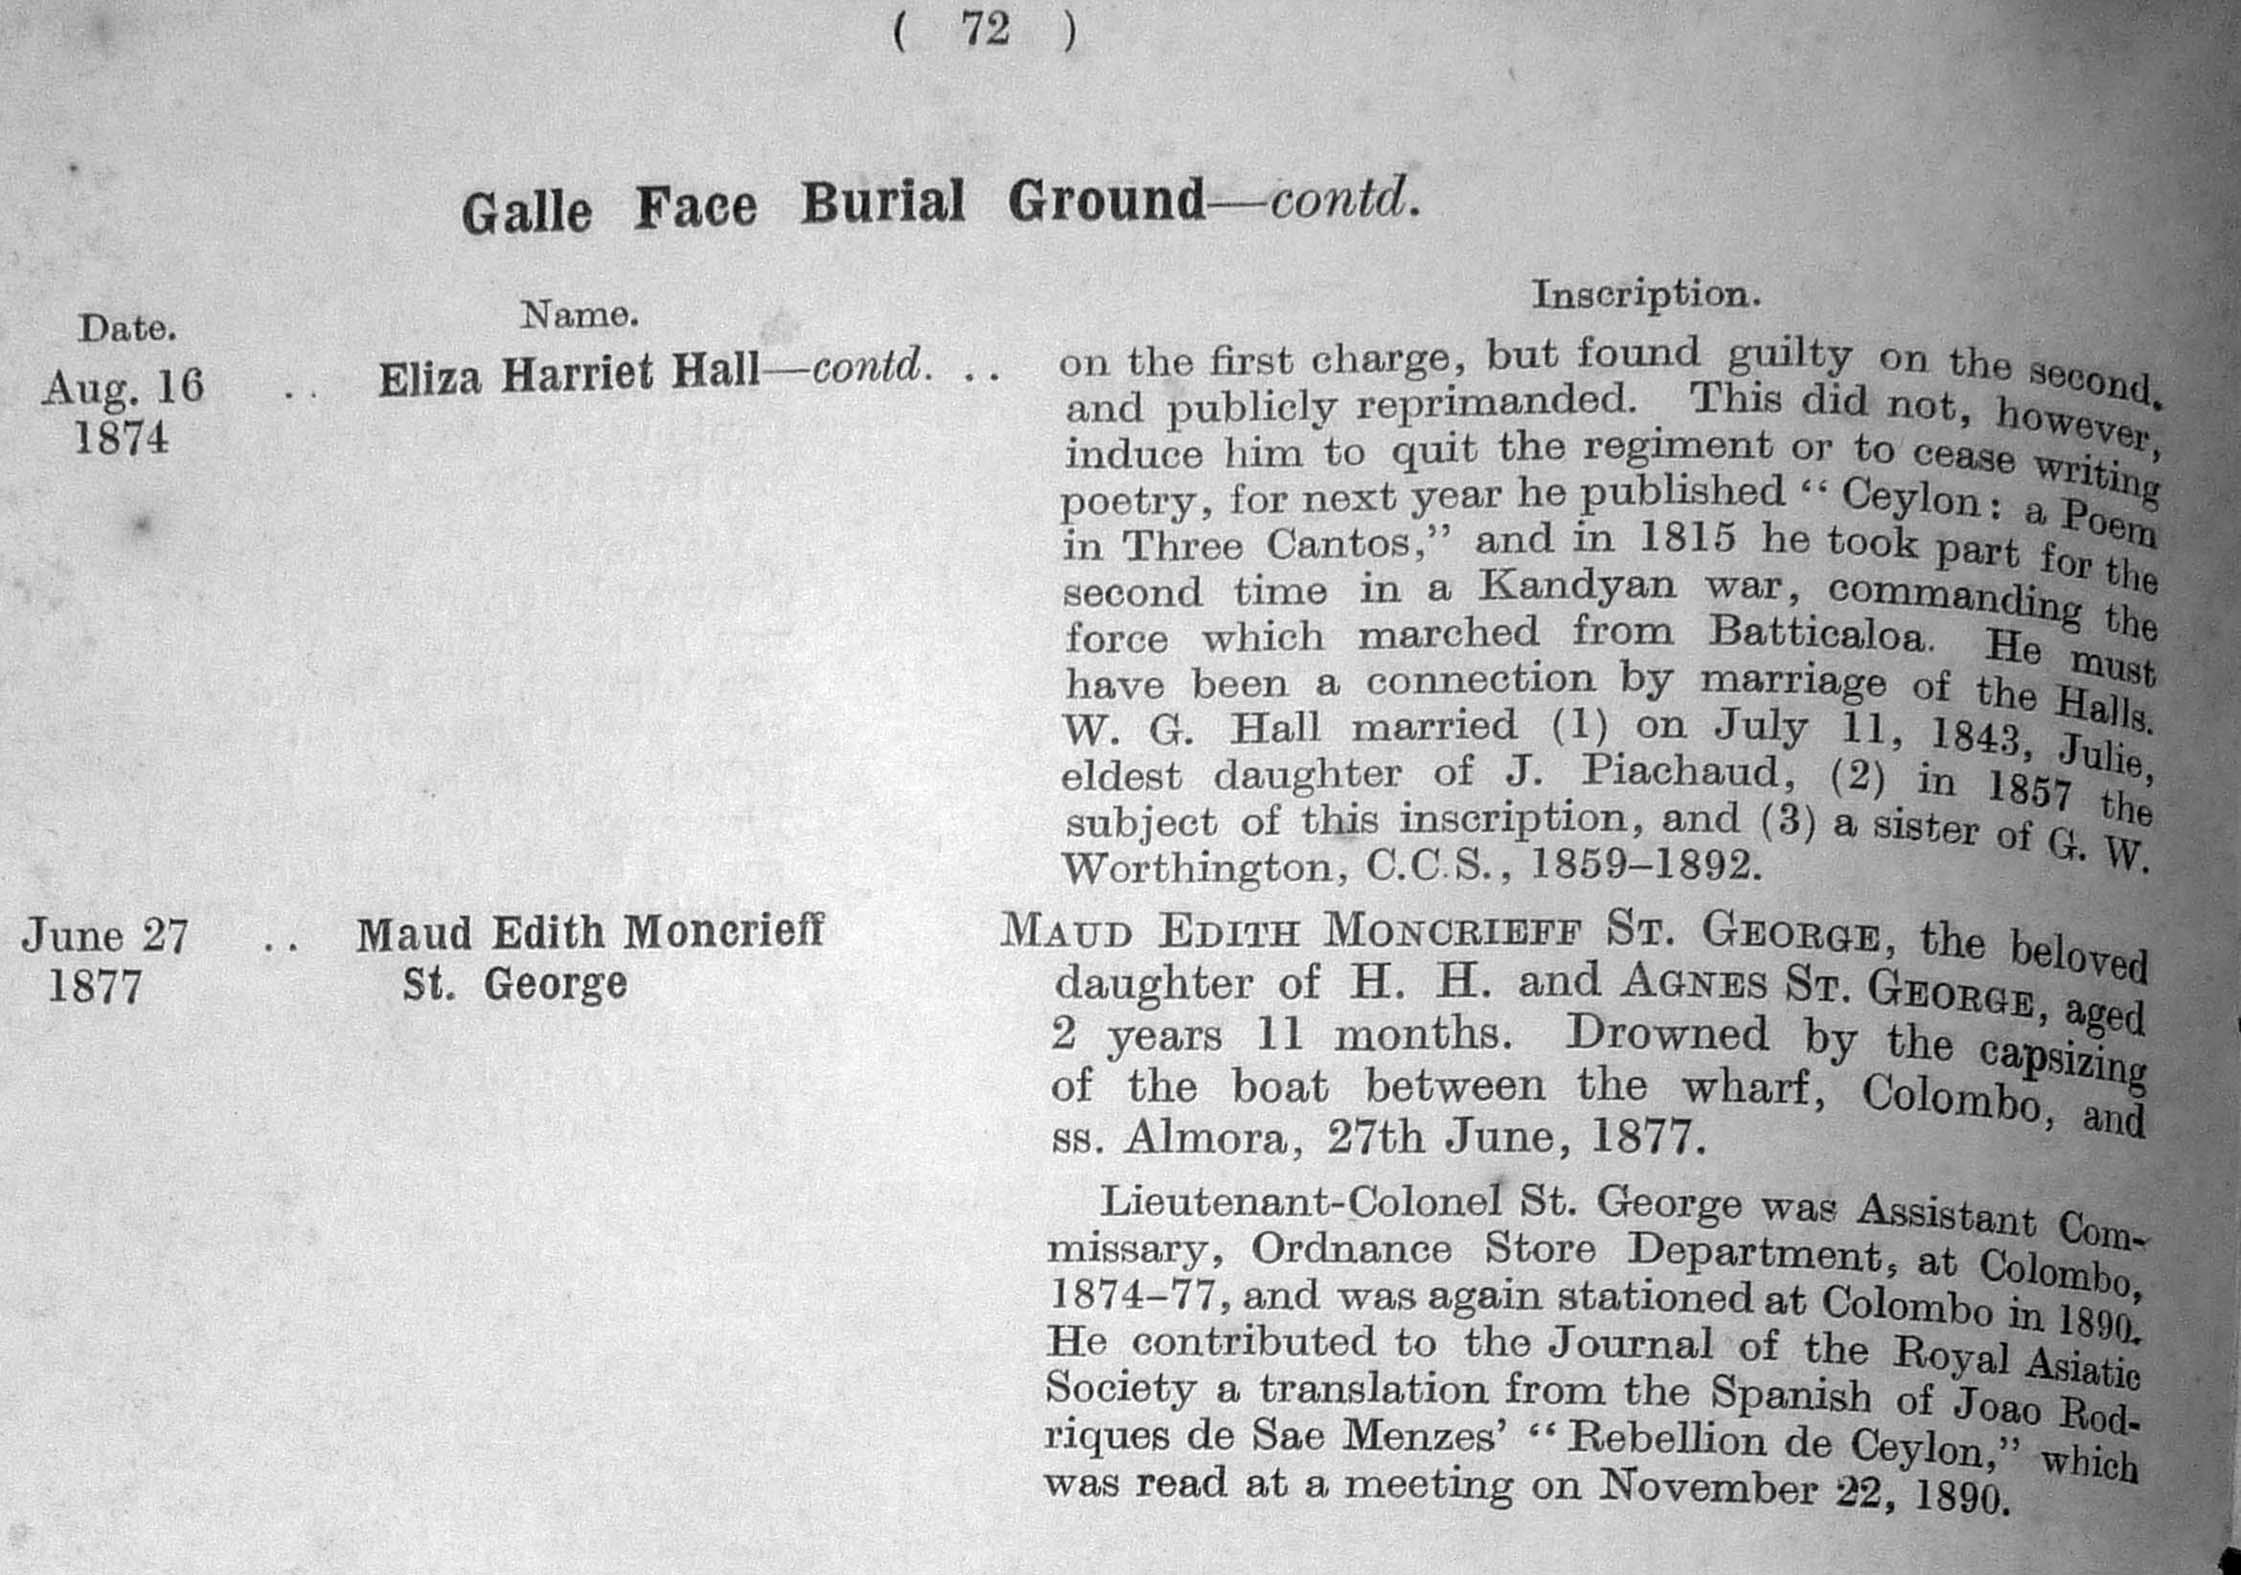 ( 72 )
Galle Face Burial Ground—contd.
Date. Name. Inscription.
Aug. 16 .. Eliza Harriet Hall—contd. ..
1874
on the first charge, but found guilty on the second,
and publicly reprimanded. This did not, however,
induce him to quit the regiment or to cease writing
poetry, for next year he published “ Ceylon: a Poem
in Three Cantos,” and in 1815 he took part for the
second time in a Kandyan war, commanding the
force which marched from Batticaloa. He must
have been a connection by marriage of the Halls.
W. G. Hall married (1) on July 11, 1843, Julie,
eldest daughter of J. Piachaud, (2) in 1857 the
subject of this inscription, and (3) a sister of G. W.
Worthington, C.C.S., 1859–1892.
June 27 .. Maud Edith Moncrieff
1877 St. George
MAUD EDITH MONCRIEFF ST. GEORGE, the beloved
daughter of H. H. and AGNES ST. GEORGE, aged
2 years 11 months. Drowned by the capsizing
of the boat between the wharf, Colombo, and
ss. Almora, 27th June, 1877.
Lieutenant-Colonel St. George was Assistant Com-
missary, Ordnance Store Department, at Colombo,
1874–77, and was again stationed at Colombo in 1890.
He contributed to the Journal of the Royal Asiatic
Society a translation from the Spanish of Joao Rod-
riques de Sae Menzes’ “ Rebellion de Ceylon,” which
was read at a meeting on November 22, 1890.